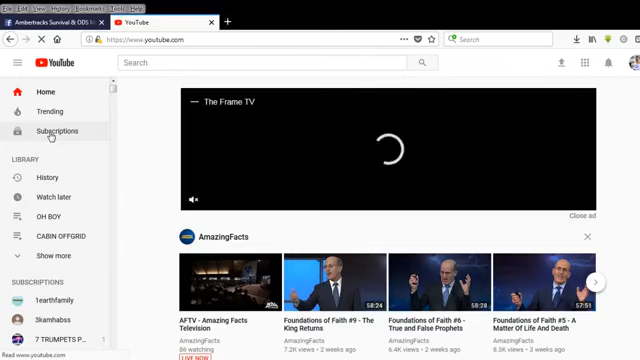 File Edit View History Bookmarks Tools Help
Ambertracks Survival & ODS M
YouTube
https://www.youtube.com
Search
YouTube
Search
Home
Trending
Subscriptions
LIBRARY
History
Watch later
OH BOY
CABIN OFFGRID
Show more
SUBSCRIPTIONS
1earthfamily
3kamhabss
7 TRUMPETS P...
1
The Frame TV
Close ad
AmazingFacts
58:24
58:28
57:51
AFTV - Amazing Facts
Television
86 watching
LIVE NOW
Foundations of Faith #9 - The
King Returns
7.2K views • 2 weeks ago
Foundations of Faith #6 -
True and False Prophets
6.4K views • 2 weeks ago
Foundations of Faith #5 - A
Matter Of Life And Death
8.3K views • 3 weeks ago
Read www.youtube.com